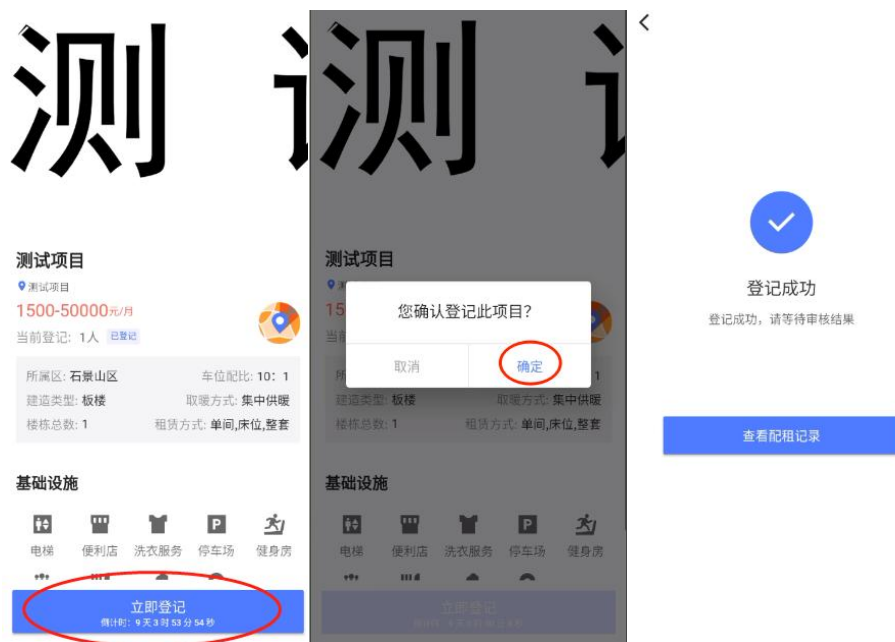 测 讠
测试项目
测试项目
1500-50000元/月
当前登记: 1人 已登记
所属区: 石景山区 车位配比: 10: 1
建造类型: 板楼 取暖方式: 集中供暖
楼栋总数: 1 租赁方式: 单间,床位,整套
基础设施
电梯 便利店 洗衣服务 停车场 健身房
立即登记
倒计时: 9 天 3 时 53 分 54 秒
测 讠
测试项目
15
当前
您确认登记此项目?
取消 确定
所 1
建造类型: 板楼 取暖方式: 集中供暖
楼栋总数: 1 租赁方式: 单间,床位,整套
基础设施
电梯 便利店 洗衣服务 停车场 健身房
立即登记
登记成功
登记成功, 请等待审核结果
查看配租记录